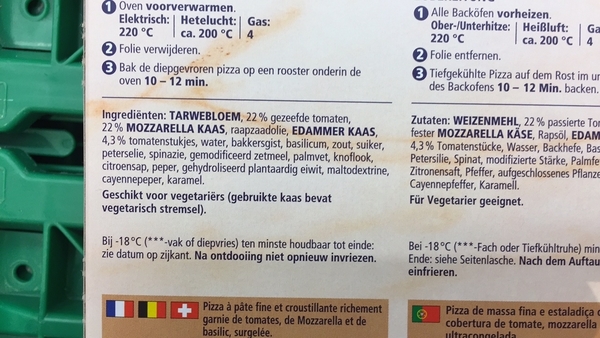 1 Oven voorverwarmen.
Elektrisch: Hetelucht: Gas:
220 °C ca. 200 °C 4
2 Folie verwijderen.
3 Bak de diepgevroren pizza op een rooster onderin de
oven 10 – 12 min.
Ingrediënten: TARWEBLOEM, 22 % gezeefde tomaten,
22 % MOZZARELLA KAAS, raapzaadolie, EDAMMER KAAS,
4,3 % tomatenstukjes, water, bakkersgist, basilicum, zout, suiker,
peterselie, spinazie, gemodificeerd zetmeel, palmvet, knoflook,
citroensap, peper, gehydroliseerd plantaardig eiwit, maltodextrine,
cayennepeper, karamel.
Geschikt voor vegetariërs (gebruikte kaas bevat
vegetarisch stremsel).
Bij -18°C (***-vak of diepvries) ten minste houdbaar tot einde:
zie datum op zijkant. Na ontdooiing niet opnieuw invriezen.
Pizza à pâte fine et croustillante richement
garnie de tomates, de Mozzarella et de
basilic, surgelée.
1 Alle Backöfen vorheizen.
Ober-/Unterhitze: Heißluft: Ga
220 °C ca. 200 °C 4
2 Folie entfernen.
3 Tiefgekühlte Pizza auf dem Rost im un
des Backofens 10 – 12 Min. backen.
Zutaten: WEIZENMEHL, 22 % passierte Tom
fester MOZZARELLA KÄSE, Rapsöl, EDAM
4,3 % Tomatenstücke, Wasser, Backhefe, Bas
Petersilie, Spinat, modifizierte Stärke, Palmfe
Zitronensaft, Pfeffer, aufgeschlossenes Pflanze
Cayennepfeffer, Karamell.
Für Vegetarier geeignet.
Bei -18°C (***-Fach oder Tiefkühltruhe) min
Ende: siehe Seitenlasche. Nach dem Auftau
einfrieren.
Pizza de massa fina e estaladiça c
cobertura de tomate, mozzarella
ultracongelada